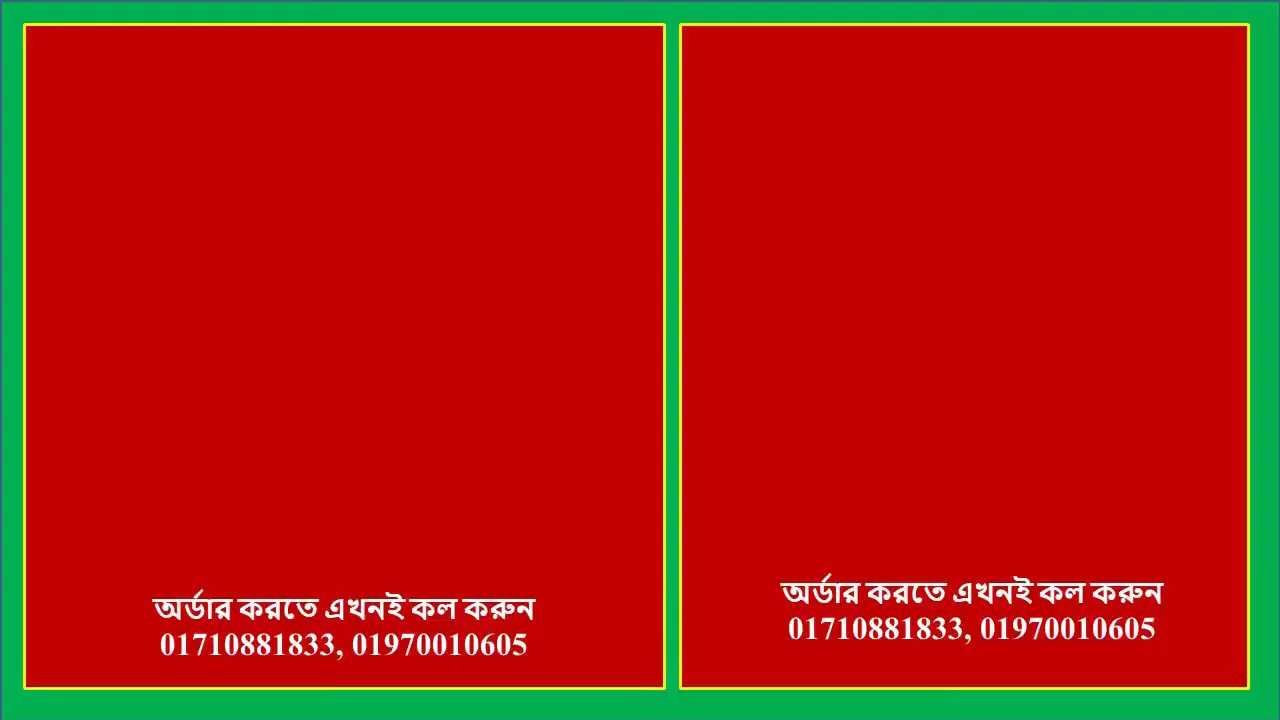 অর্ডার করতে এখনই কল করুন
01710881833, 01970010605
অর্ডার করতে এখনই কল করুন
01710881833, 01970010605